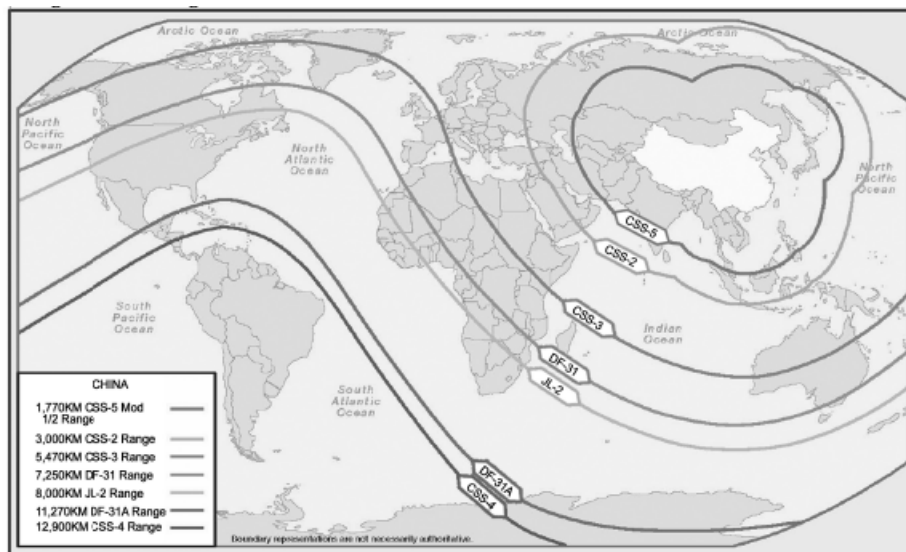 Arctic Ocean
Arctic Ocean
North
Pacific
Ocean
North
Atlantic
Ocean
North
Pacific
Ocean
CSS-5
CSS-2
CSS-3
DF-31
JL-2
South
Pacific
Ocean
Indian
Ocean
South
Atlantic
Ocean
DF-31A
CSS-4
CHINA
1,770KM CSS-5 Mod
1/2 Range
3,000KM CSS-2 Range
5,470KM CSS-3 Range
7,250KM DF-31 Range
8,000KM JL-2 Range
11,270KM DF-31A Range
12,900KM CSS-4 Range
Boundary representations are not necessarily authoritative.